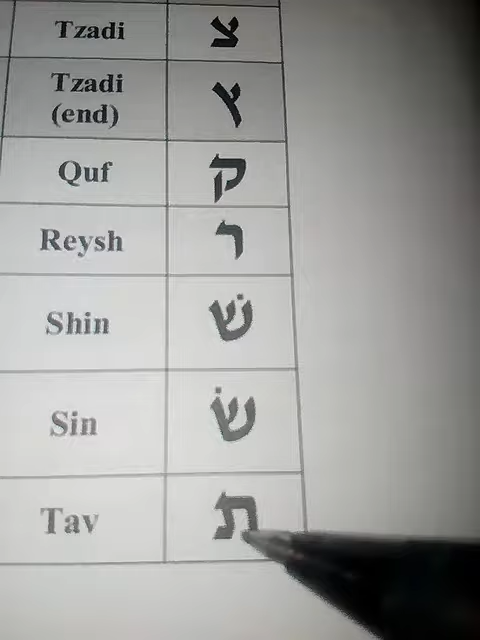 Tzadi צ
Tzadi
(end) ץ
Quf ק
Reysh ר
Shin שׁ
Sin שׂ
Tav ת